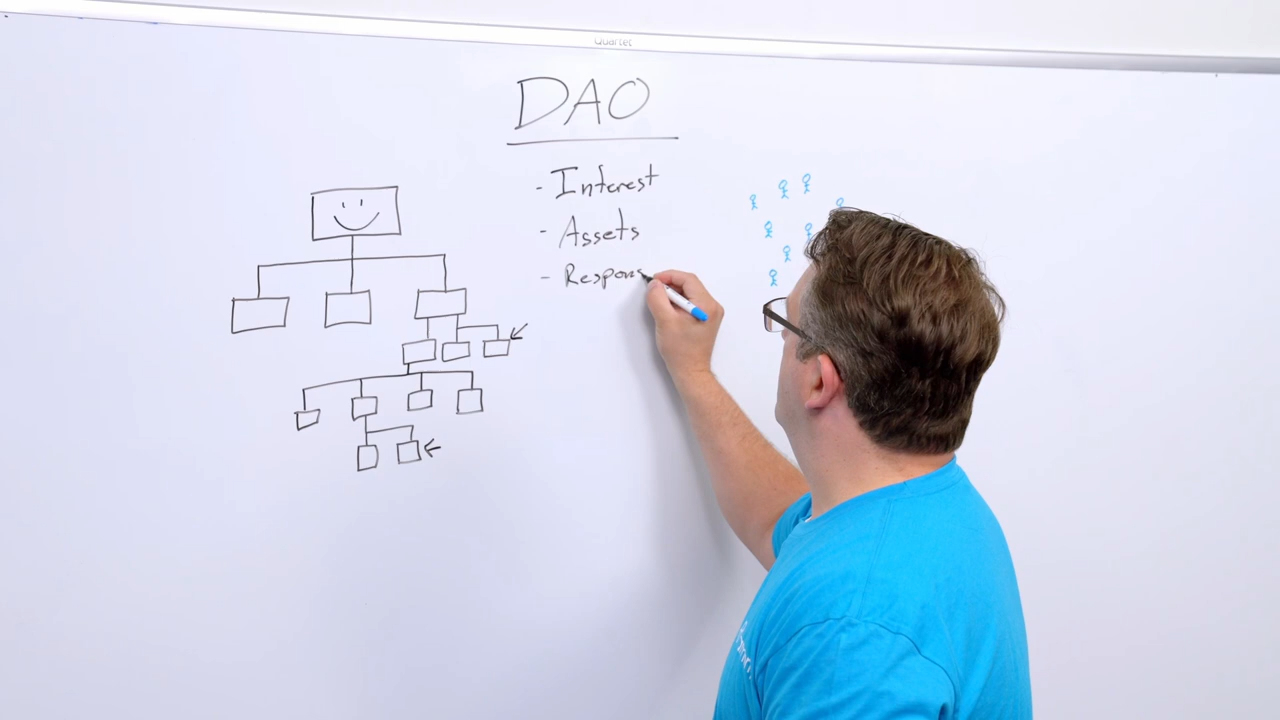 Quartet
DAO
- Interest
- Assets
- Respons